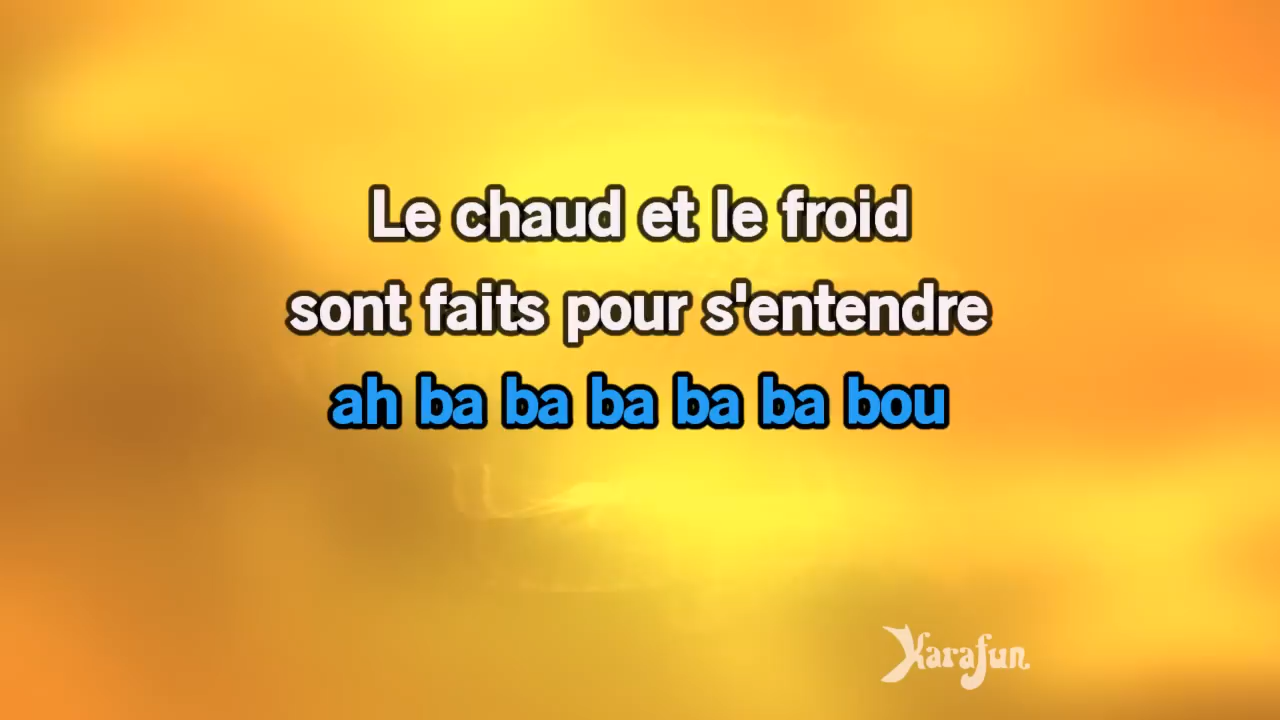 Le chaud et le froid
sont faits pour s'entendre
ah ba ba ba ba ba bou
Karafun